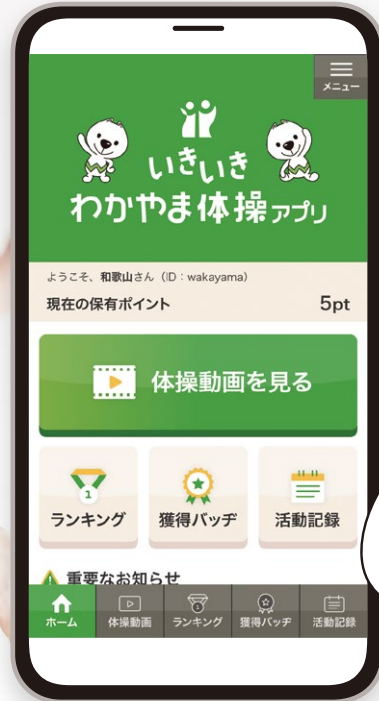 メニュー
いきいき
わかやま体操アプリ
ようこそ、和歌山さん（ID：wakayama）
現在の保有ポイント 5pt
体操動画を見る
1
ランキング 獲得バッヂ 活動記録
重要なお知らせ
ホーム 体操動画 ランキング 獲得バッヂ 活動記録